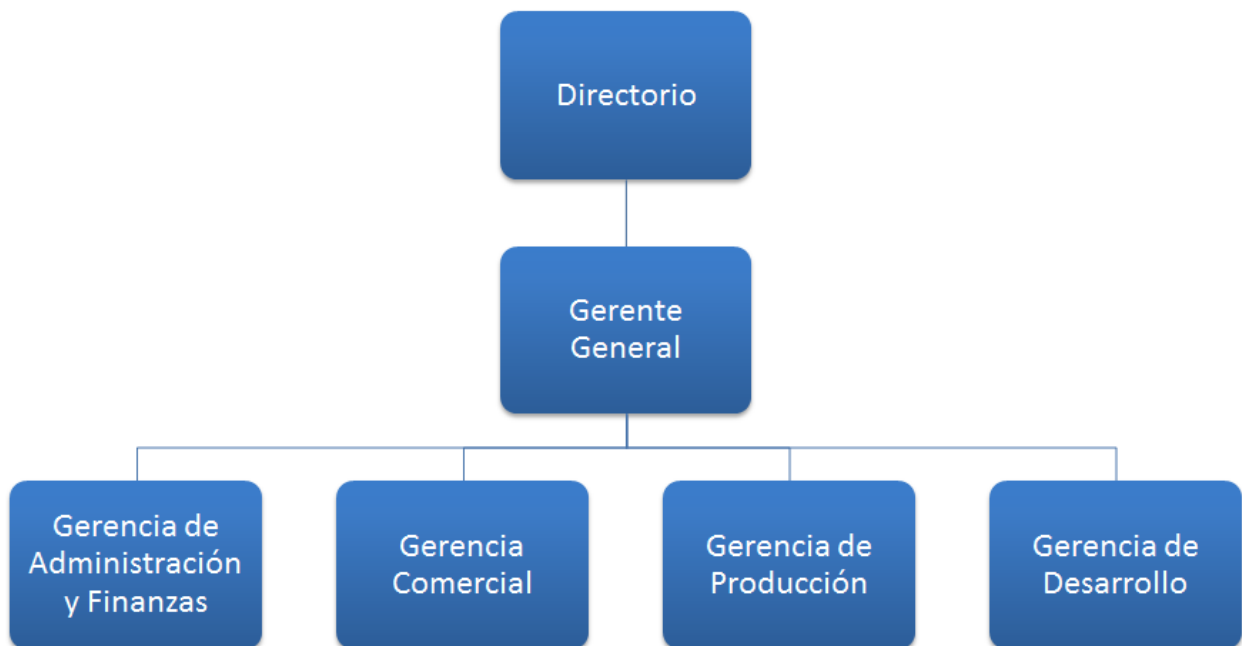 Directorio
Gerente
General
Gerencia de
Administración
y Finanzas
Gerencia
Comercial
Gerencia de
Producción
Gerencia de
Desarrollo